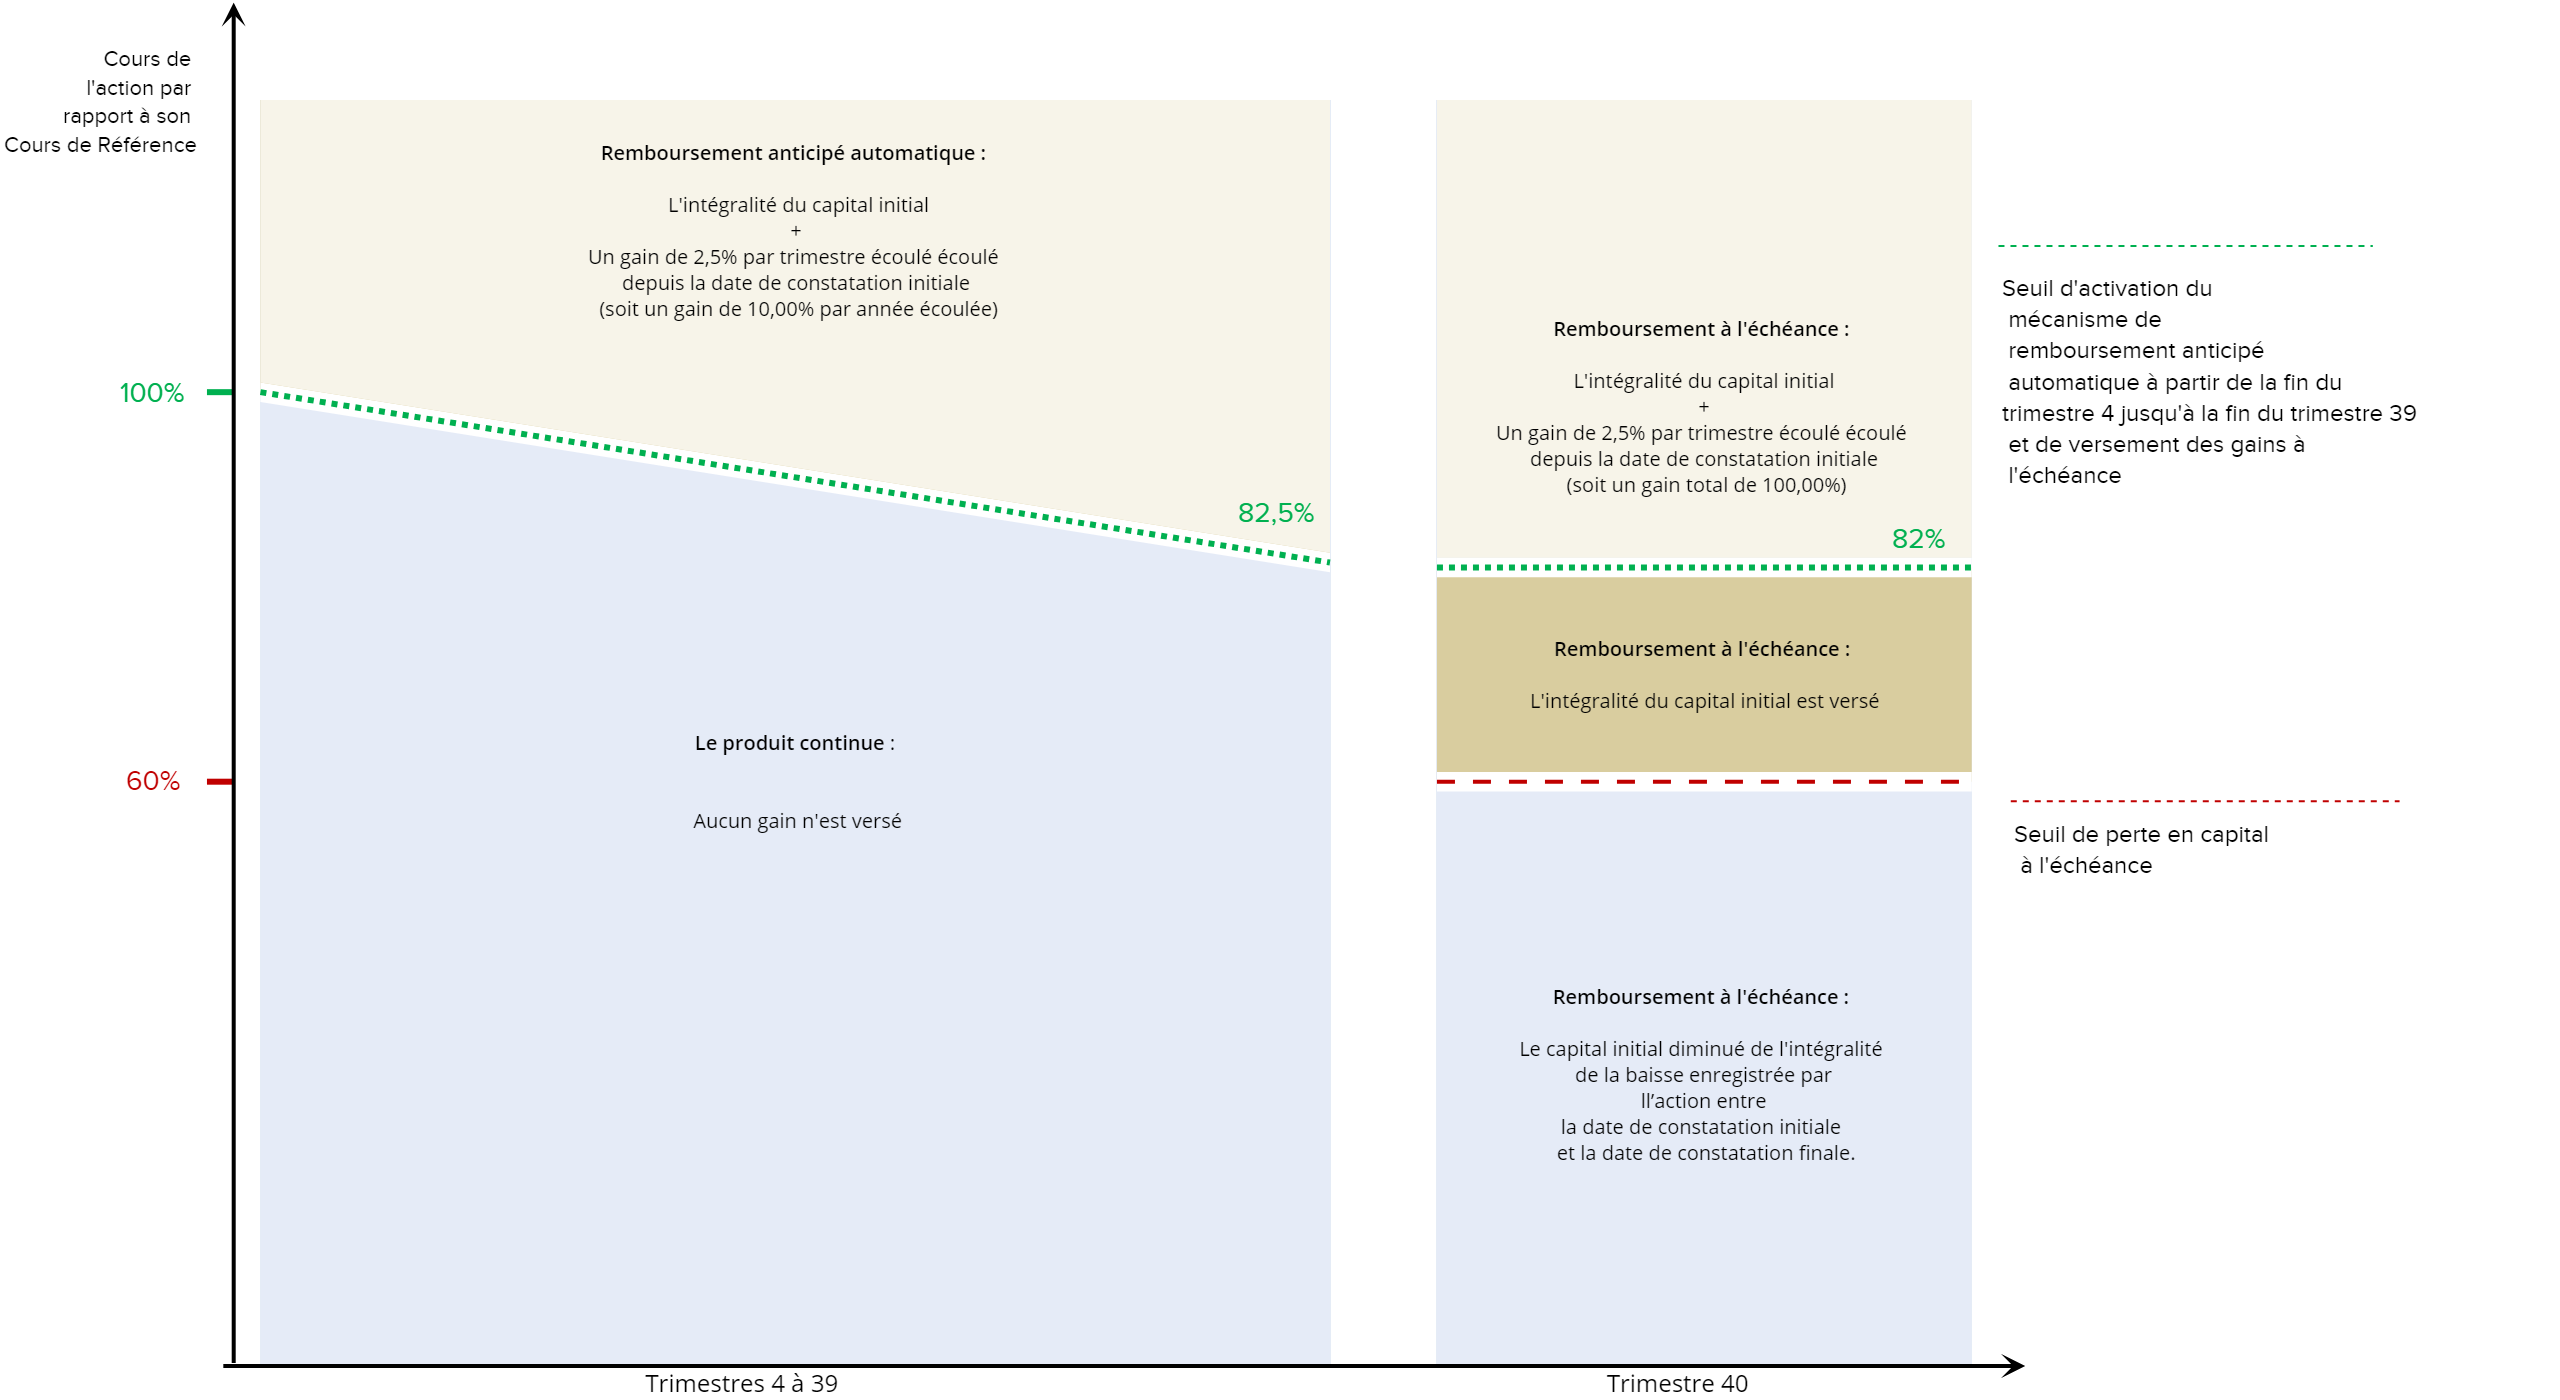 Cours de
l'action par
rapport à son
Cours de Référence
Remboursement anticipé automatique :
L'intégralité du capital initial
+
Un gain de 2,5% par trimestre écoulé écoulé
depuis la date de constatation initiale
(soit un gain de 10,00% par année écoulée)
100%
82,5%
Le produit continue :
Aucun gain n'est versé
60%
Remboursement à l'échéance :
L'intégralité du capital initial
+
Un gain de 2,5% par trimestre écoulé écoulé
depuis la date de constatation initiale
(soit un gain total de 100,00%)
82%
Remboursement à l'échéance :
L'intégralité du capital initial est versé
Remboursement à l'échéance :
Le capital initial diminué de l'intégralité
de la baisse enregistrée par
ll’action entre
la date de constatation initiale
et la date de constatation finale.
Seuil d'activation du
mécanisme de
remboursement anticipé
automatique à partir de la fin du
trimestre 4 jusqu'à la fin du trimestre 39
et de versement des gains à
l'échéance
Seuil de perte en capital
à l'échéance
Trimestres 4 à 39
Trimestre 40